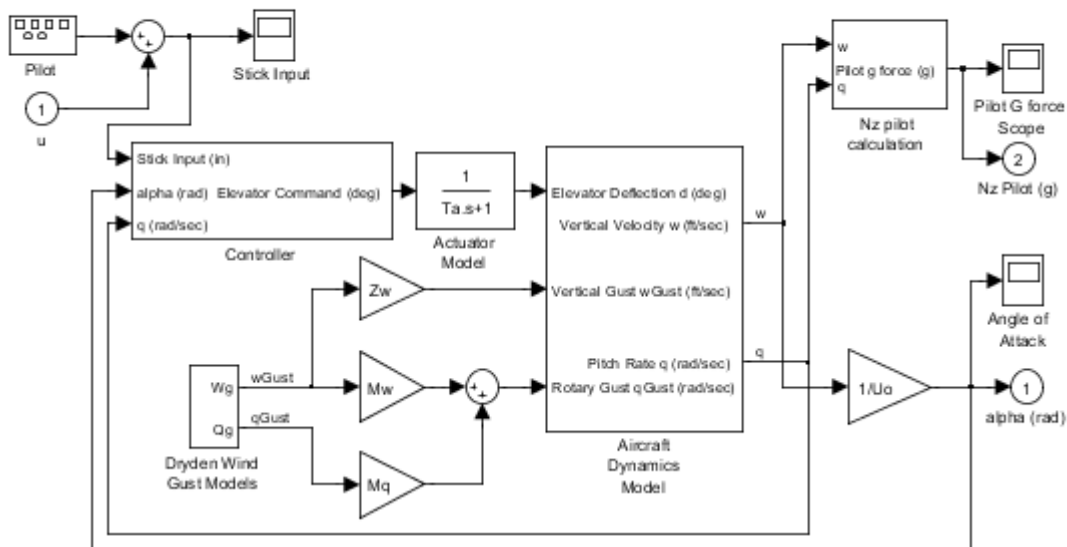 Pilot
1
u
Stick Input
Stick Input (in)
alpha (rad) Elevator Command (deg)
q (rad/sec)
Controller
1
Ta.s+1
Actuator
Model
Elevator Deflection d (deg)
Vertical Velocity w (ft/sec)
Vertical Gust wGust (ft/sec)
Pitch Rate q (rad/sec)
Rotary Gust qGust (rad/sec)
Aircraft
Dynamics
Model
w
q
w
Pilot g force (g)
q
Nz pilot
calculation
Pilot G force
Scope
2
Nz Pilot (g)
Zw
Mw
Mq
Wg
Qg
wGust
qGust
Dryden Wind
Gust Models
1/Uo
Angle of
Attack
1
alpha (rad)